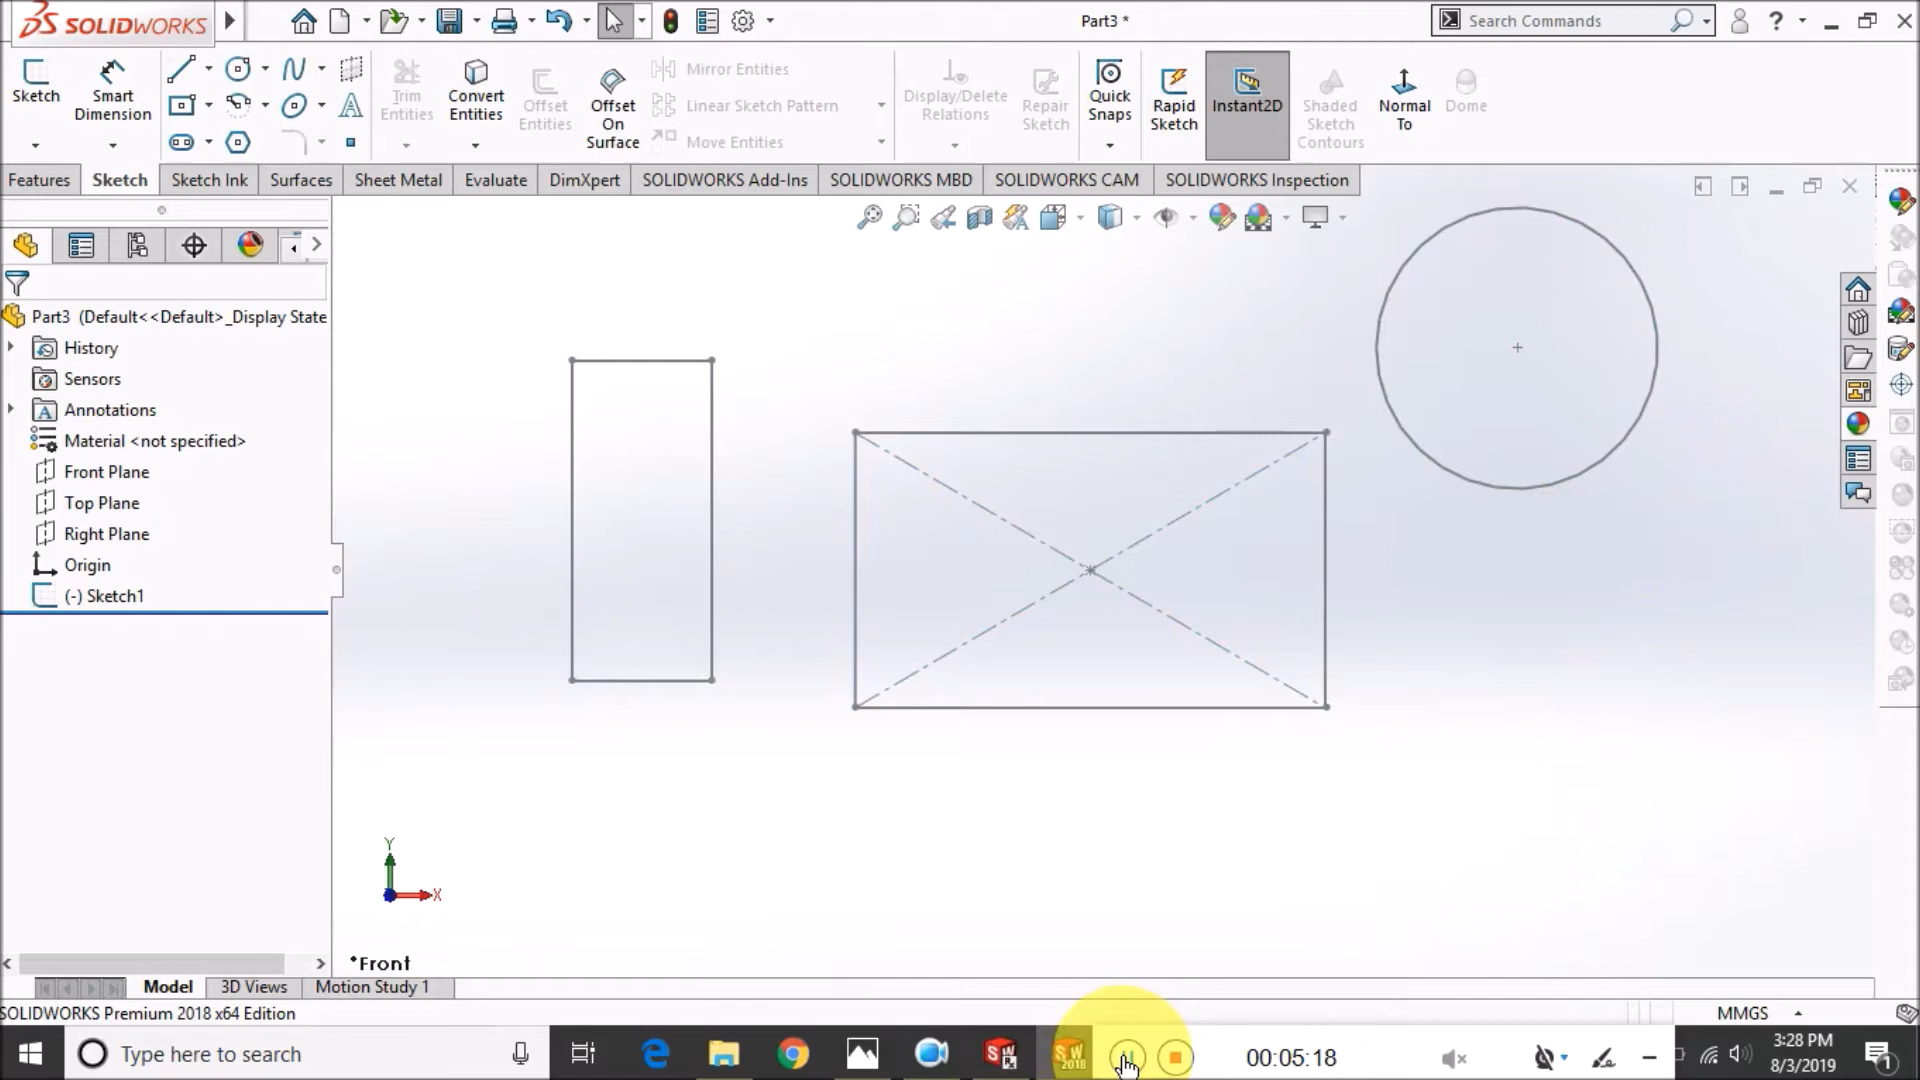 SOLIDWORKS
Part3 *
Search Commands
?
Sketch
Smart
Dimension
Trim
Entities
Convert
Entities
Offset
Entities
Offset
On
Surface
Mirror Entities
Linear Sketch Pattern
Move Entities
Display/Delete
Relations
Repair
Sketch
Quick
Snaps
Rapid
Sketch
Instant2D
Shaded
Sketch
Contours
Normal
To
Dome
Features
Sketch
Sketch Ink
Surfaces
Sheet Metal
Evaluate
DimXpert
SOLIDWORKS Add-Ins
SOLIDWORKS MBD
SOLIDWORKS CAM
SOLIDWORKS Inspection
Part3 (Default<<Default>_Display State
History
Sensors
Annotations
Material <not specified>
Front Plane
Top Plane
Right Plane
Origin
(-) Sketch1
Y
X
*Front
Model
3D Views
Motion Study 1
SOLIDWORKS Premium 2018 x64 Edition
MMGS
Type here to search
SW
SW
2018
00:05:18
3:28 PM
8/3/2019
1